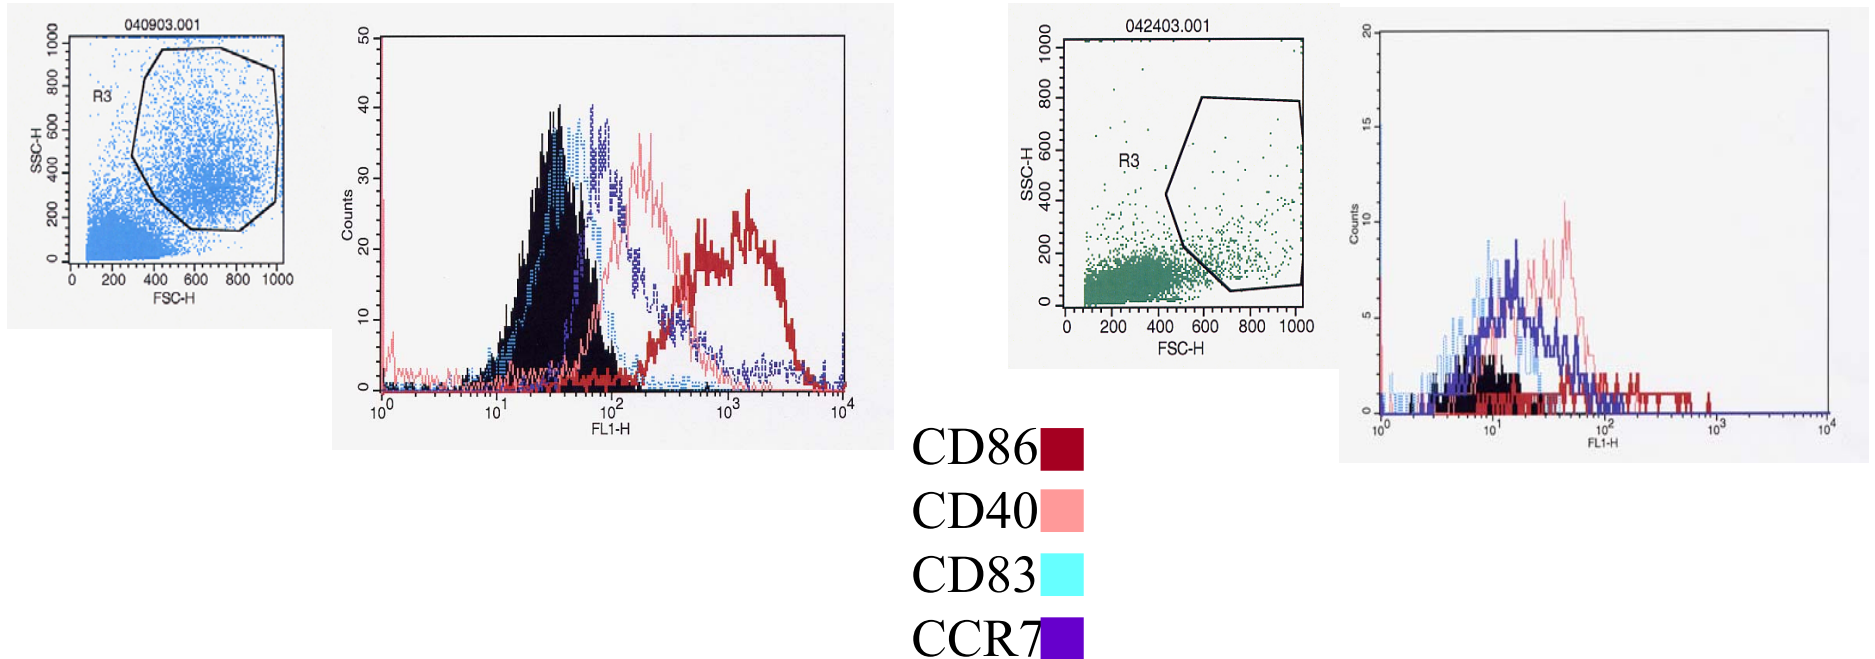 040903.001
SSC-H
1000
800
600
400
200
0
R3
0 200 400 600 800 1000
FSC-H
Counts
50
40
30
20
10
0
10^0 10^1 10^2 10^3 10^4
FL1-H
042403.001
SSC-H
1000
800
600
400
200
0
R3
0 200 400 600 800 1000
FSC-H
Counts
20
15
10
5
0
10^0 10^1 10^2 10^3 10^4
FL1-H
CD86
CD40
CD83
CCR7